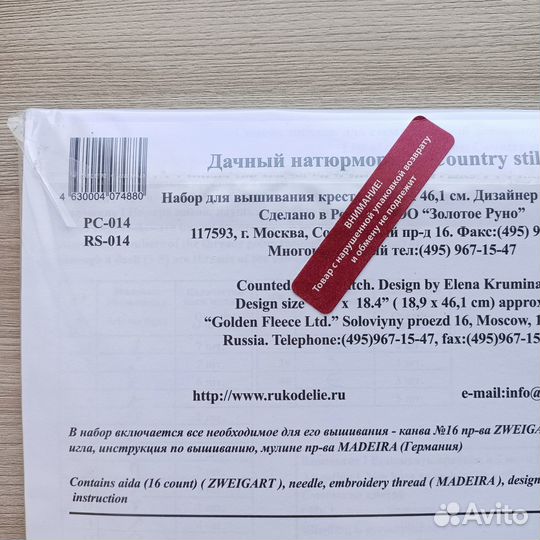 4 630004 074880
РС-014
RS-014
Дачный натюрмор Country stil
Набор для вышивания крест 46,1 см. Дизайнер
Сделано в Ро ОО "Золотое Руно"
117593, г. Москва, Со пр-д 16. Факс:(495) 9
Многок й тел:(495) 967-15-47
ВНИМАНИЕ!
Товар с нарушенной упаковкой возврату
и обмену не подлежит
Counted tch. Design by Elena Krumina
Design size x 18.4" ( 18,9 x 46,1 cm) approx
"Golden Fleece Ltd." Soloviyny proezd 16, Moscow, 1
Russia. Telephone:(495)967-15-47, fax:(495)967-15
http://www.rukodelie.ru e-mail:info@
В набор включается все необходимое для его вышивания - канва №16 пр-ва ZWEIGA
игла, инструкция по вышиванию, мулине пр-ва MADEIRA (Германия)
Contains aida (16 count) ( ZWEIGART ), needle, embroidery thread ( MADEIRA ), design
instruction
Avito